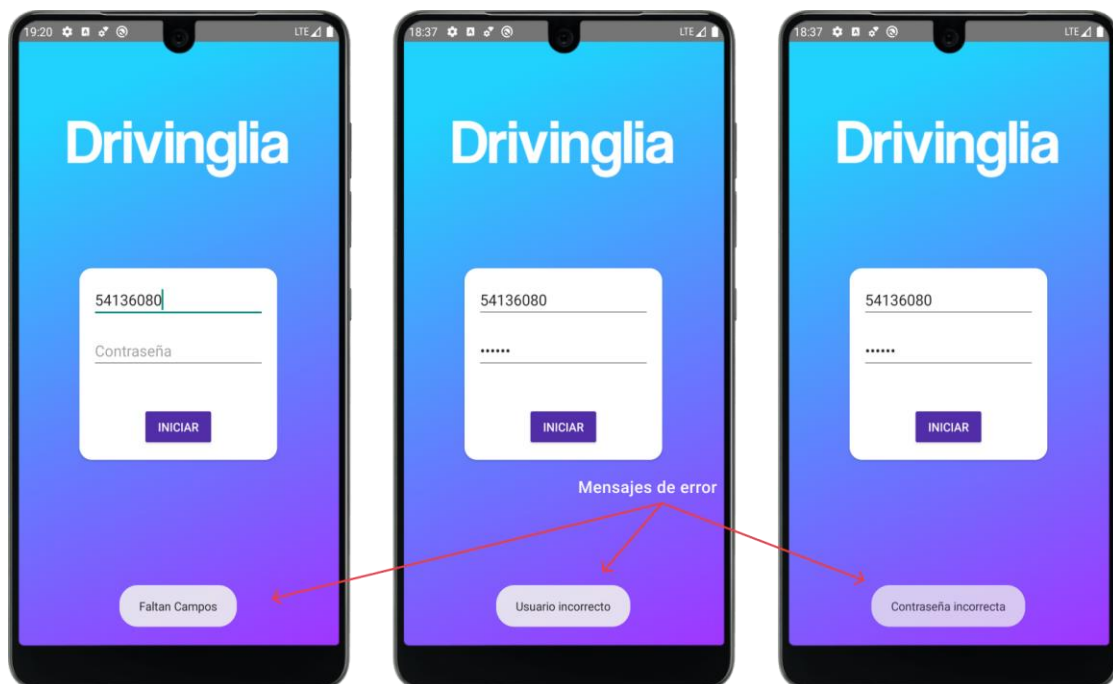 19:20
LTE
Drivinglia
54136080
Contraseña
INICIAR
Faltan Campos
18:37
LTE
Drivinglia
54136080
••••••
INICIAR
Mensajes de error
Usuario incorrecto
18:37
LTE
Drivinglia
54136080
••••••
INICIAR
Contraseña incorrecta